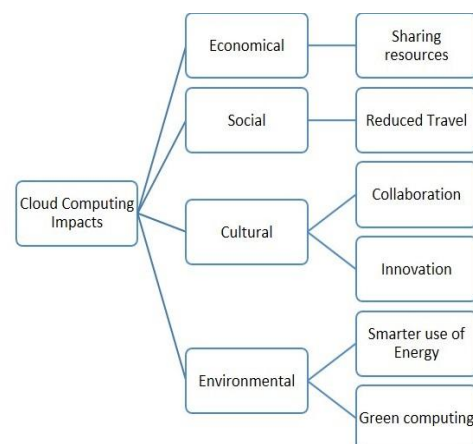 Cloud Computing
Impacts
Economical
Sharing
resources
Social
Reduced Travel
Cultural
Collaboration
Innovation
Environmental
Smarter use of
Energy
Green computing